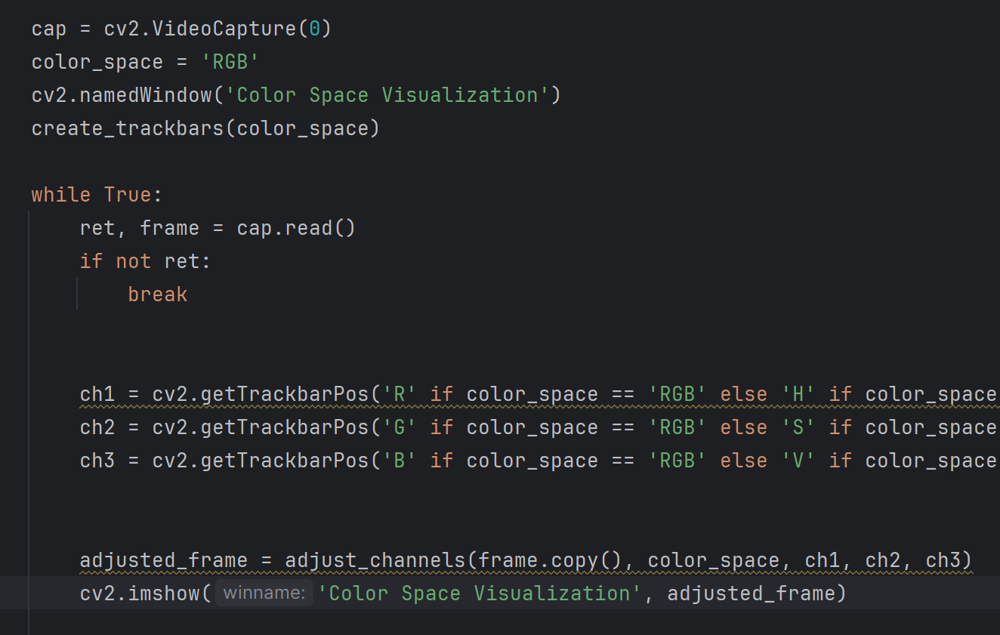 cap = cv2.VideoCapture(0)
color_space = 'RGB'
cv2.namedWindow('Color Space Visualization')
create_trackbars(color_space)
while True:
    ret, frame = cap.read()
    if not ret:
        break
    ch1 = cv2.getTrackbarPos('R' if color_space == 'RGB' else 'H' if color_space
    ch2 = cv2.getTrackbarPos('G' if color_space == 'RGB' else 'S' if color_space
    ch3 = cv2.getTrackbarPos('B' if color_space == 'RGB' else 'V' if color_space
    adjusted_frame = adjust_channels(frame.copy(), color_space, ch1, ch2, ch3)
    cv2.imshow( winname: 'Color Space Visualization', adjusted_frame)